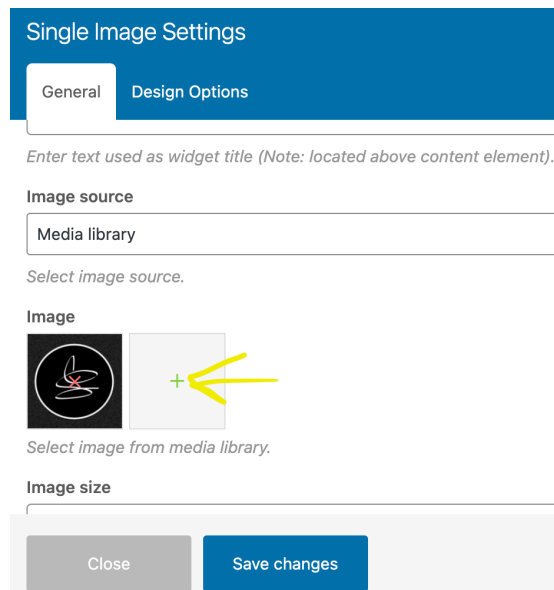 Single Image Settings
General Design Options
Enter text used as widget title (Note: located above content element).
Image source
Media library
Select image source.
Image
Select image from media library.
Image size
Close Save changes